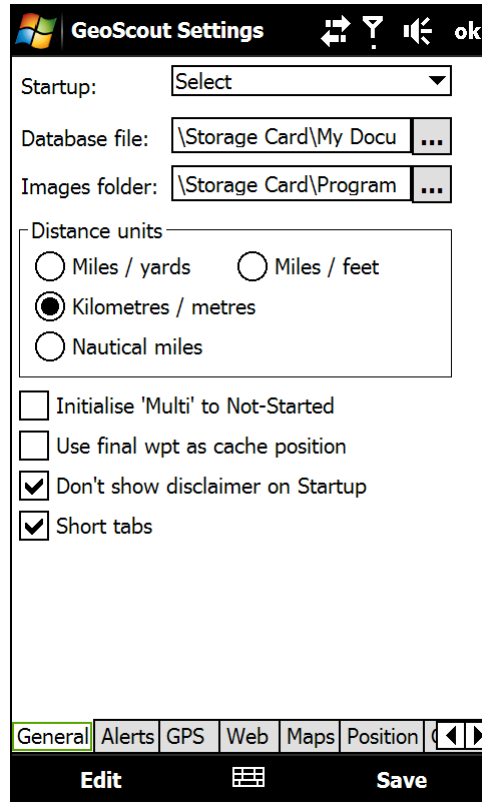 GeoScout Settings ok
Startup: Select
Database file: \Storage Card\My Docu ...
Images folder: \Storage Card\Program ...
Distance units
Miles / yards Miles / feet
Kilometres / metres
Nautical miles
Initialise 'Multi' to Not-Started
Use final wpt as cache position
Don't show disclaimer on Startup
Short tabs
General Alerts GPS Web Maps Position
Edit Save